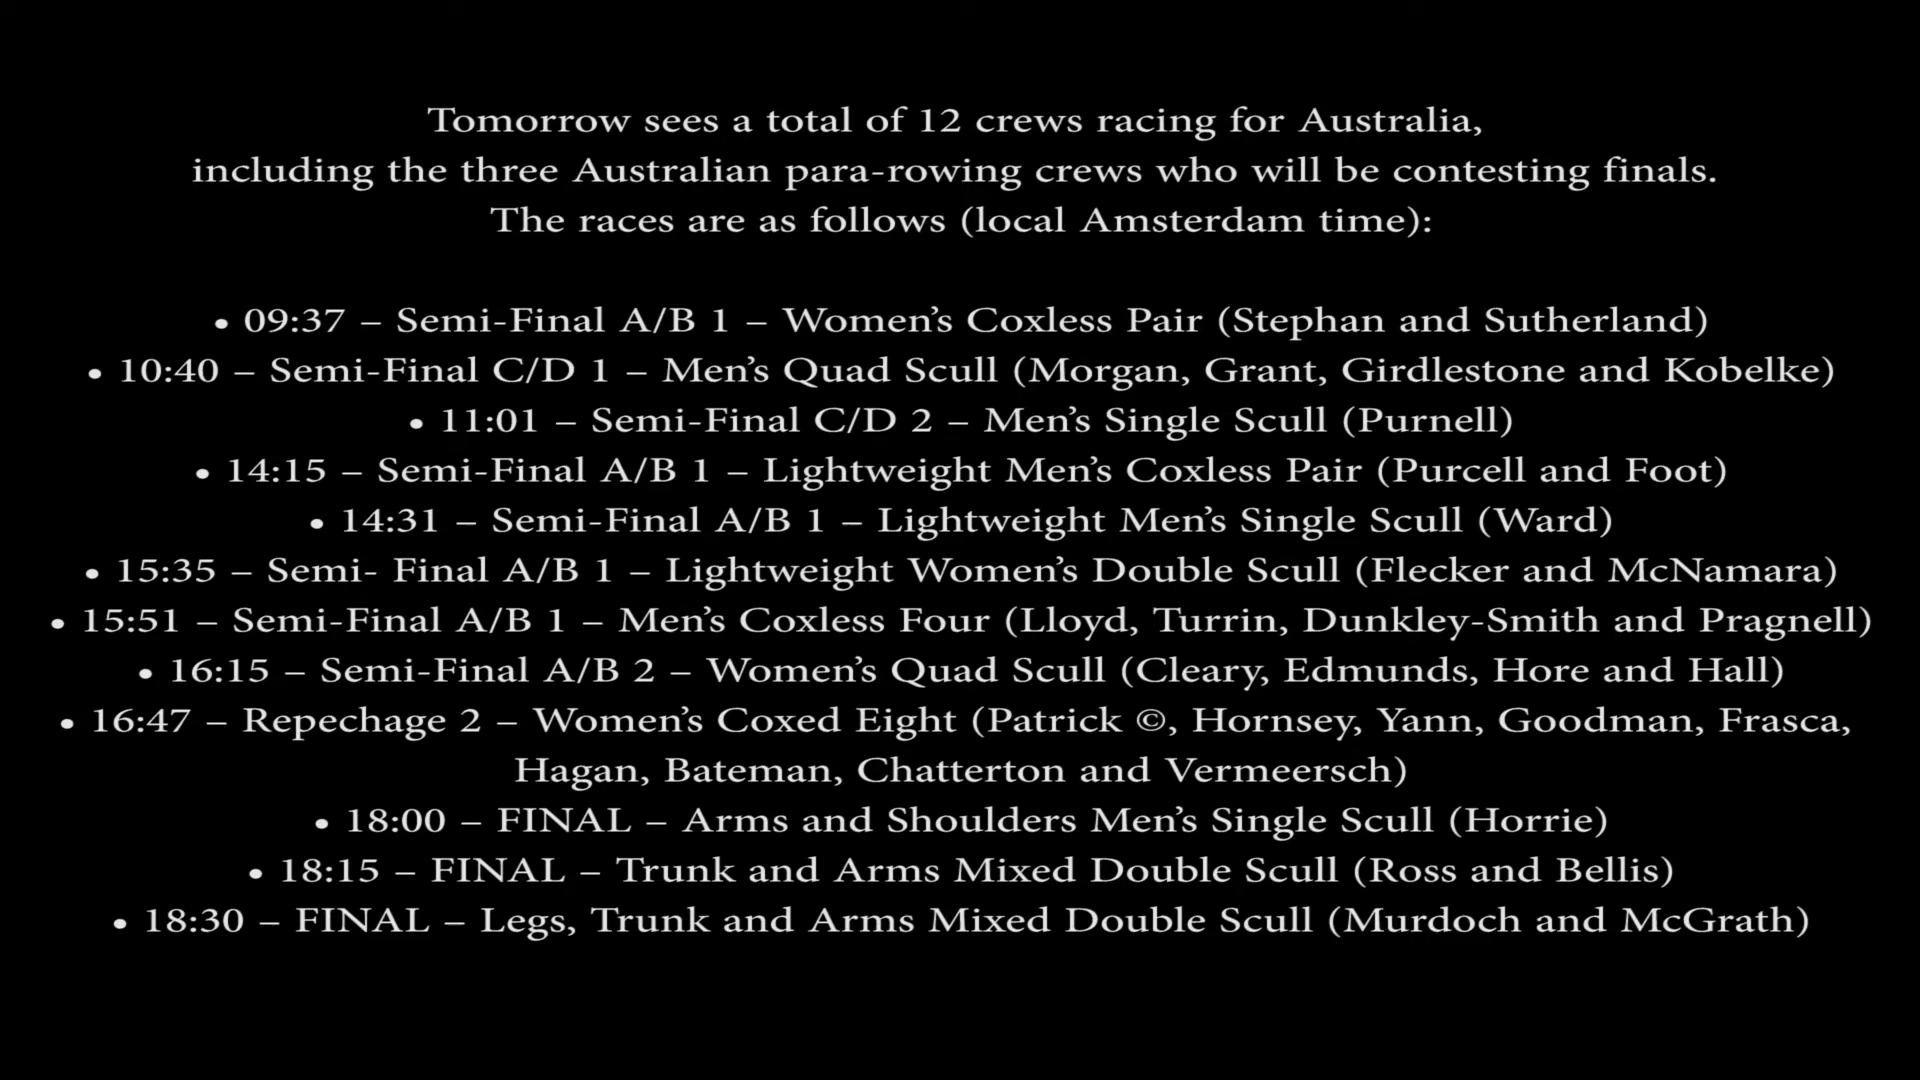 Tomorrow sees a total of 12 crews racing for Australia,
including the three Australian para-rowing crews who will be contesting finals.
The races are as follows (local Amsterdam time):
• 09:37 – Semi-Final A/B 1 – Women’s Coxless Pair (Stephan and Sutherland)
• 10:40 – Semi-Final C/D 1 – Men’s Quad Scull (Morgan, Grant, Girdlestone and Kobelke)
• 11:01 – Semi-Final C/D 2 – Men’s Single Scull (Purnell)
• 14:15 – Semi-Final A/B 1 – Lightweight Men’s Coxless Pair (Purcell and Foot)
• 14:31 – Semi-Final A/B 1 – Lightweight Men’s Single Scull (Ward)
• 15:35 – Semi- Final A/B 1 – Lightweight Women’s Double Scull (Flecker and McNamara)
• 15:51 – Semi-Final A/B 1 – Men’s Coxless Four (Lloyd, Turrin, Dunkley-Smith and Pragnell)
• 16:15 – Semi-Final A/B 2 – Women’s Quad Scull (Cleary, Edmunds, Hore and Hall)
• 16:47 – Repechage 2 – Women’s Coxed Eight (Patrick ©, Hornsey, Yann, Goodman, Frasca,
Hagan, Bateman, Chatterton and Vermeersch)
• 18:00 – FINAL – Arms and Shoulders Men’s Single Scull (Horrie)
• 18:15 – FINAL – Trunk and Arms Mixed Double Scull (Ross and Bellis)
• 18:30 – FINAL – Legs, Trunk and Arms Mixed Double Scull (Murdoch and McGrath)